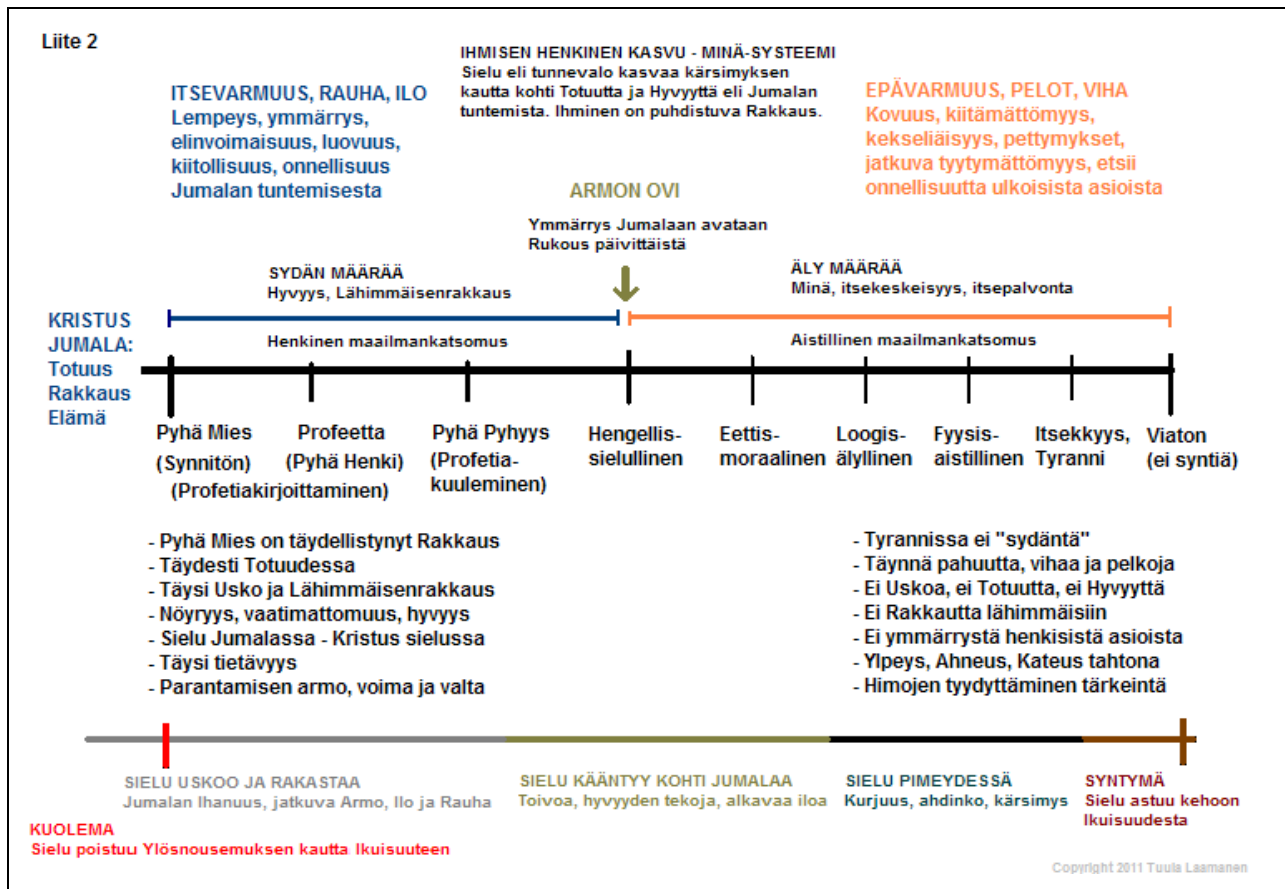 Liite 2
IHMISEN HENKINEN KASVU - MINÄ-SYSTEEMI
Sielu eli tunnevalo kasvaa kärsimyksen
kautta kohti Totuutta ja Hyvyyttä eli Jumalan
tuntemista. Ihminen on puhdistuva Rakkaus.
ITSEVARMUUS, RAUHA, ILO
Lempeys, ymmärrys,
elinvoimaisuus, luovuus,
kiitollisuus, onnellisuus
Jumalan tuntemisesta
EPÄVARMUUS, PELOT, VIHA
Kovuus, kiitämättömyys,
kekseliäisyys, pettymykset,
jatkuva tyytymättömyys, etsii
onnellisuutta ulkoisista asioista
ARMON OVI
Ymmärrys Jumalaan avataan
Rukous päivittäistä
SYDÄN MÄÄRÄÄ
Hyvyys, Lähimmäisenrakkaus
ÄLY MÄÄRÄÄ
Minä, itsekeskeisyys, itsepalvonta
KRISTUS
JUMALA:
Totuus
Rakkaus
Elämä
Henkinen maailmankatsomus
Aistillinen maailmankatsomus
Pyhä Mies
(Synnitön)
(Profetiakirjoittaminen)
Profeetta
(Pyhä Henki)
Pyhä Pyhyys
(Profetia-
kuuleminen)
Hengellis-
sielullinen
Eettis-
moraalinen
Loogis-
älyllinen
Fyysis-
aistillinen
Itsekkyys,
Tyranni
Viaton
(ei syntiä)
- Pyhä Mies on täydellistynyt Rakkaus
- Täydesti Totuudessa
- Täysi Usko ja Lähimmäisenrakkaus
- Nöyryys, vaatimattomuus, hyvyys
- Sielu Jumalassa - Kristus sielussa
- Täysi tietävyys
- Parantamisen armo, voima ja valta
- Tyrannissa ei "sydäntä"
- Täynnä pahuutta, vihaa ja pelkoja
- Ei Uskoa, ei Totuutta, ei Hyvyyttä
- Ei Rakkautta lähimmäisiin
- Ei ymmärrystä henkisistä asioista
- Ylpeys, Ahneus, Kateus tahtona
- Himojen tyydyttäminen tärkeintä
SIELU USKOO JA RAKASTAA
Jumalan Ihanuus, jatkuva Armo, Ilo ja Rauha
SIELU KÄÄNTYY KOHTI JUMALAA
Toivoa, hyvyyden tekoja, alkavaa iloa
SIELU PIMEYDESSÄ
Kurjuus, ahdinko, kärsimys
SYNTYMÄ
Sielu astuu kehoon
Ikuisuudesta
KUOLEMA
Sielu poistuu Ylösnousemuksen kautta Ikuisuuteen
Copyright 2011 Tuula Laamanen